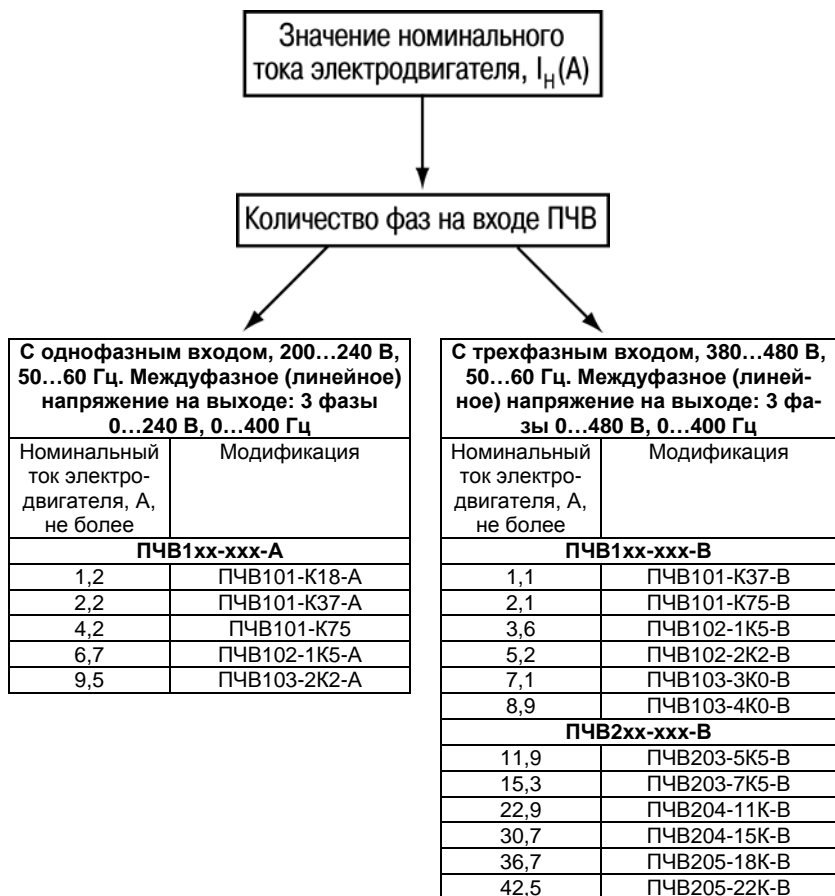 Значение номинального
тока электродвигателя, IН(А)
Количество фаз на входе ПЧВ
С однофазным входом, 200…240 В,
50…60 Гц. Междуфазное (линейное)
напряжение на выходе: 3 фазы
0…240 В, 0…400 Гц
Номинальный
ток электро-
двигателя, А,
не более
Модификация
ПЧВ1хх-ххх-А
1,2 ПЧВ101-К18-А
2,2 ПЧВ101-К37-А
4,2 ПЧВ101-К75
6,7 ПЧВ102-1К5-А
9,5 ПЧВ103-2К2-А
С трехфазным входом, 380…480 В,
50…60 Гц. Междуфазное (линей-
ное) напряжение на выходе: 3 фа-
зы 0…480 В, 0…400 Гц
Номинальный
ток электро-
двигателя, А,
не более
Модификация
ПЧВ1хх-ххх-В
1,1 ПЧВ101-К37-В
2,1 ПЧВ101-К75-В
3,6 ПЧВ102-1К5-В
5,2 ПЧВ102-2К2-В
7,1 ПЧВ103-3К0-В
8,9 ПЧВ103-4К0-В
ПЧВ2хх-ххх-В
11,9 ПЧВ203-5К5-В
15,3 ПЧВ203-7К5-В
22,9 ПЧВ204-11К-В
30,7 ПЧВ204-15К-В
36,7 ПЧВ205-18К-В
42,5 ПЧВ205-22К-В